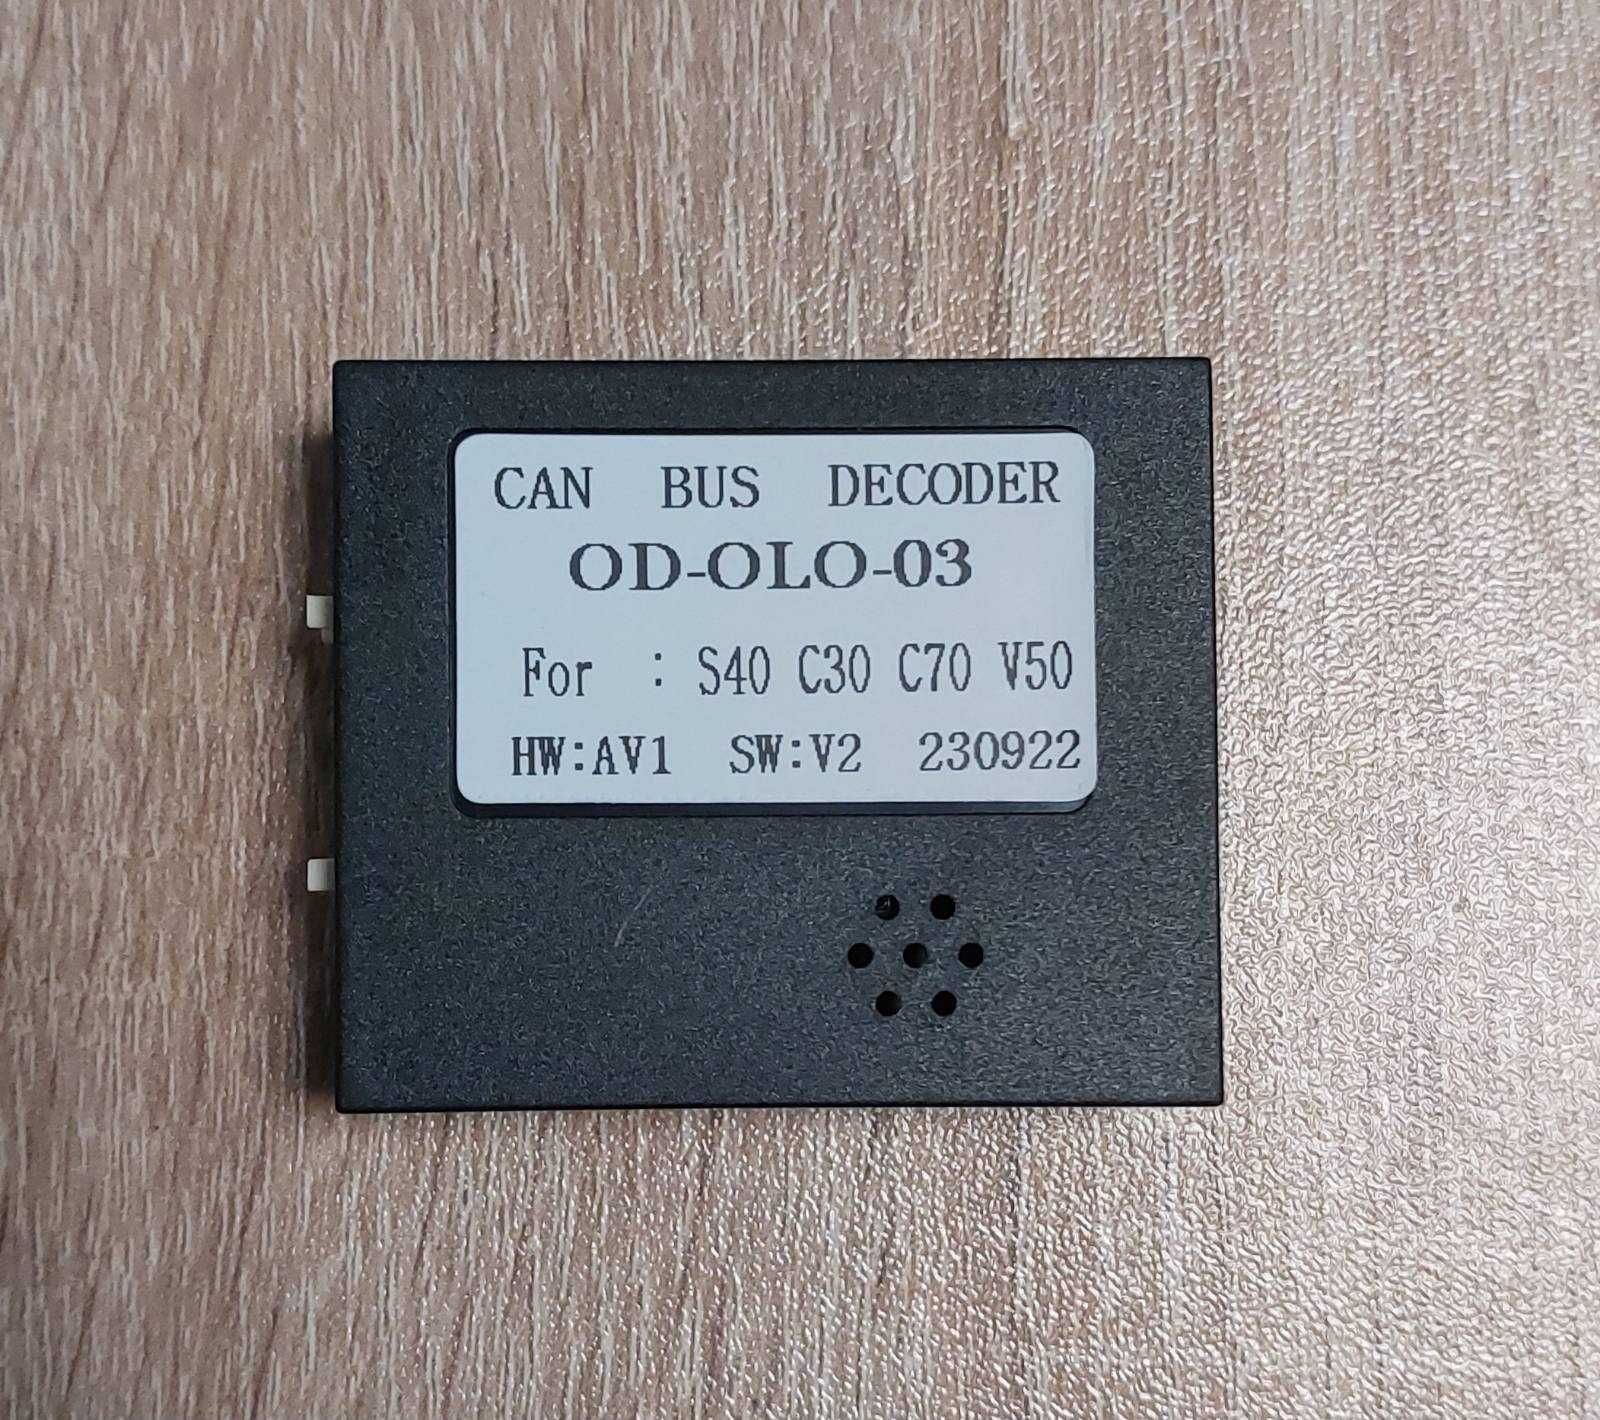 CAN BUS DECODER
OD-OLO-03
For : S40 C30 C70 V50
HW:AV1 SW:V2 230922